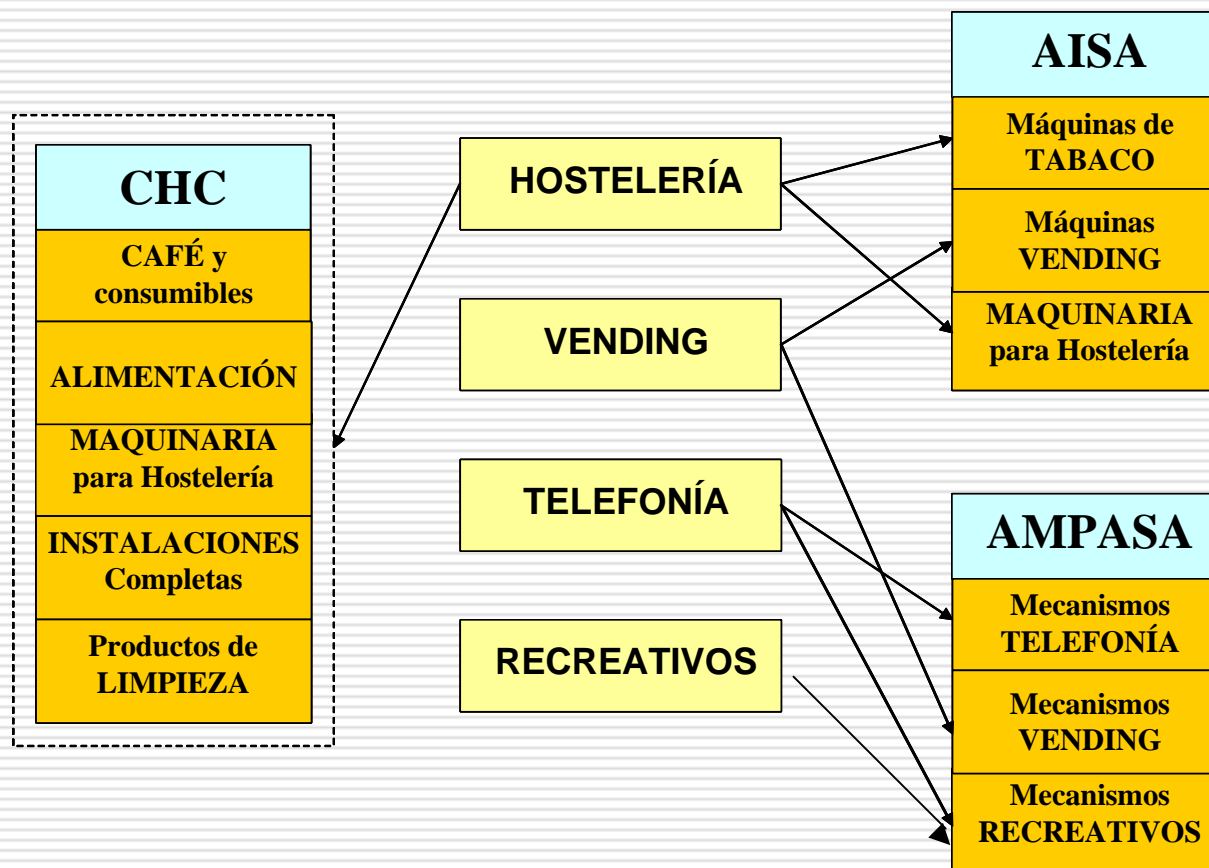 CHC
CAFÉ y
consumibles
ALIMENTACIÓN
MAQUINARIA
para Hostelería
INSTALACIONES
Completas
Productos de
LIMPIEZA
HOSTELERÍA
VENDING
TELEFONÍA
RECREATIVOS
AISA
Máquinas de
TABACO
Máquinas
VENDING
MAQUINARIA
para Hostelería
AMPASA
Mecanismos
TELEFONÍA
Mecanismos
VENDING
Mecanismos
RECREATIVOS